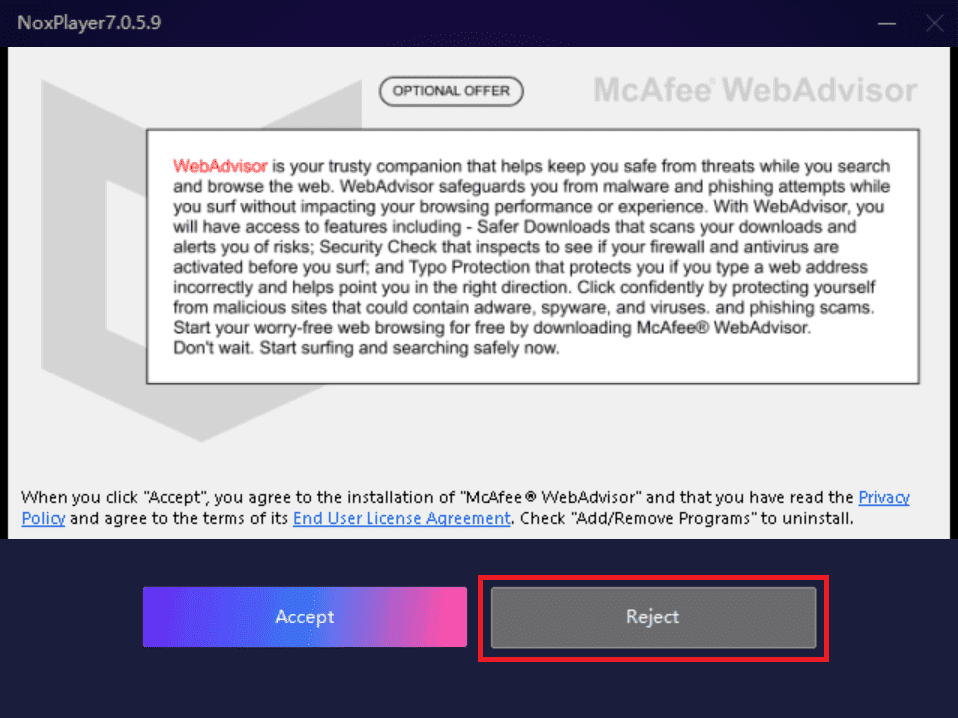 NoxPlayer7.0.5.9
OPTIONAL OFFER
McAfee® WebAdvisor
WebAdvisor is your trusty companion that helps keep you safe from threats while you search
and browse the web. WebAdvisor safeguards you from malware and phishing attempts while
you surf without impacting your browsing performance or experience. With WebAdvisor, you
will have access to features including - Safer Downloads that scans your downloads and
alerts you of risks; Security Check that inspects to see if your firewall and antivirus are
activated before you surf; and Typo Protection that protects you if you type a web address
incorrectly and helps point you in the right direction. Click confidently by protecting yourself
from malicious sites that could contain adware, spyware, and viruses. and phishing scams.
Start your worry-free web browsing for free by downloading McAfee® WebAdvisor.
Don't wait. Start surfing and searching safely now.
When you click "Accept", you agree to the installation of "McAfee® WebAdvisor" and that you have read the Privacy
Policy and agree to the terms of its End User License Agreement. Check "Add/Remove Programs" to uninstall.
Accept
Reject